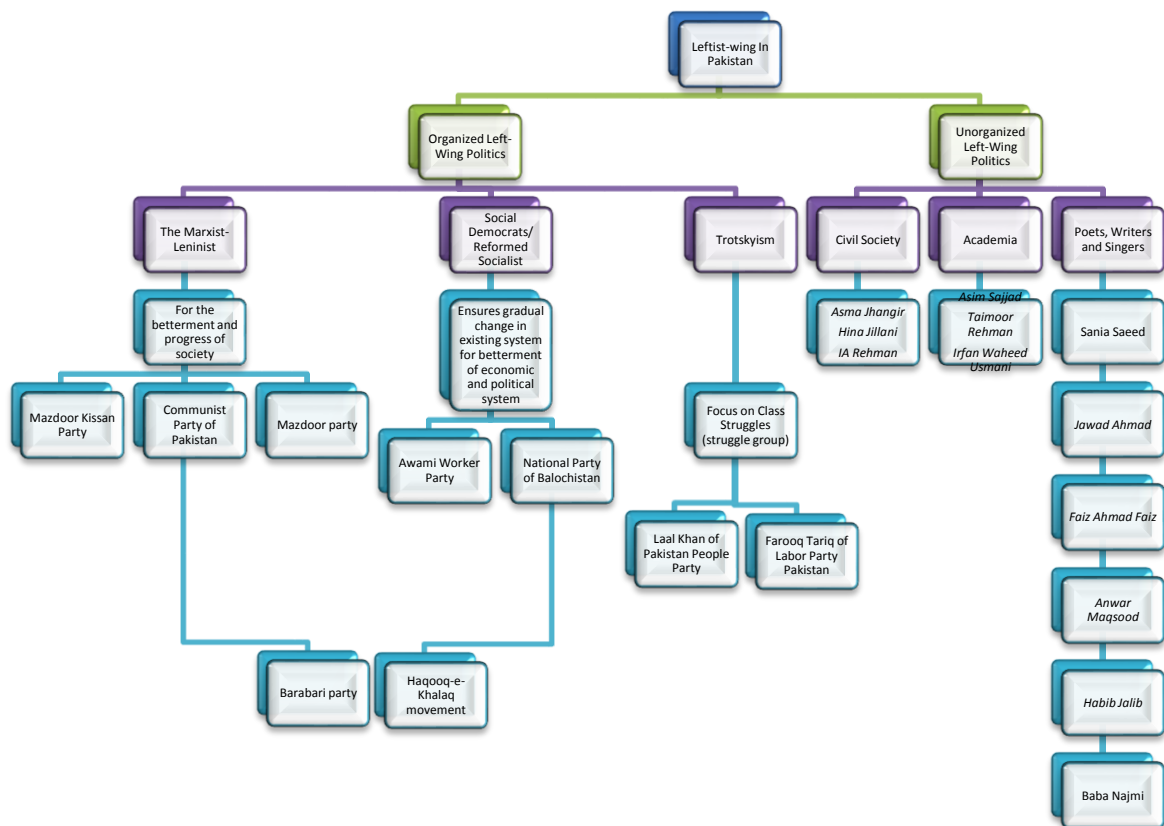 Leftist-wing In
Pakistan
Organized Left-
Wing Politics
Unorganized
Left-Wing
Politics
The Marxist-
Leninist
Social
Democrats/
Reformed
Socialist
Trotskyism
Civil Society
Academia
Poets, Writers
and Singers
For the
betterment and
progress of
society
Ensures gradual
change in
existing system
for betterment
of economic
and political
system
Asma Jhangir
Hina Jillani
IA Rehman
Asim Sajjad
Taimoor
Rehman
Irfan Waheed
Usmani
Sania Saeed
Mazdoor Kissan
Party
Communist
Party of
Pakistan
Mazdoor party
Focus on Class
Struggles
(struggle group)
Jawad Ahmad
Awami Worker
Party
National Party
of Balochistan
Laal Khan of
Pakistan People
Party
Farooq Tariq of
Labor Party
Pakistan
Faiz Ahmad Faiz
Anwar
Maqsood
Barabari party
Haqooq-e-
Khalaq
movement
Habib Jalib
Baba Najmi